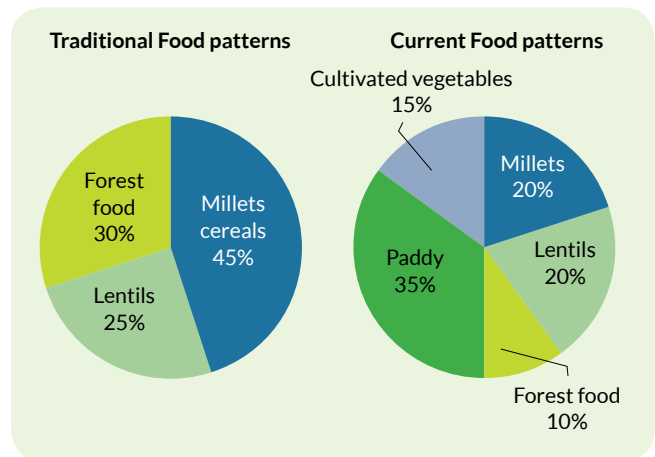 Traditional Food patterns
Forest
food
30%
Millets
cereals
45%
Lentils
25%
Current Food patterns
Cultivated vegetables
15%
Millets
20%
Paddy
35%
Lentils
20%
Forest food
10%